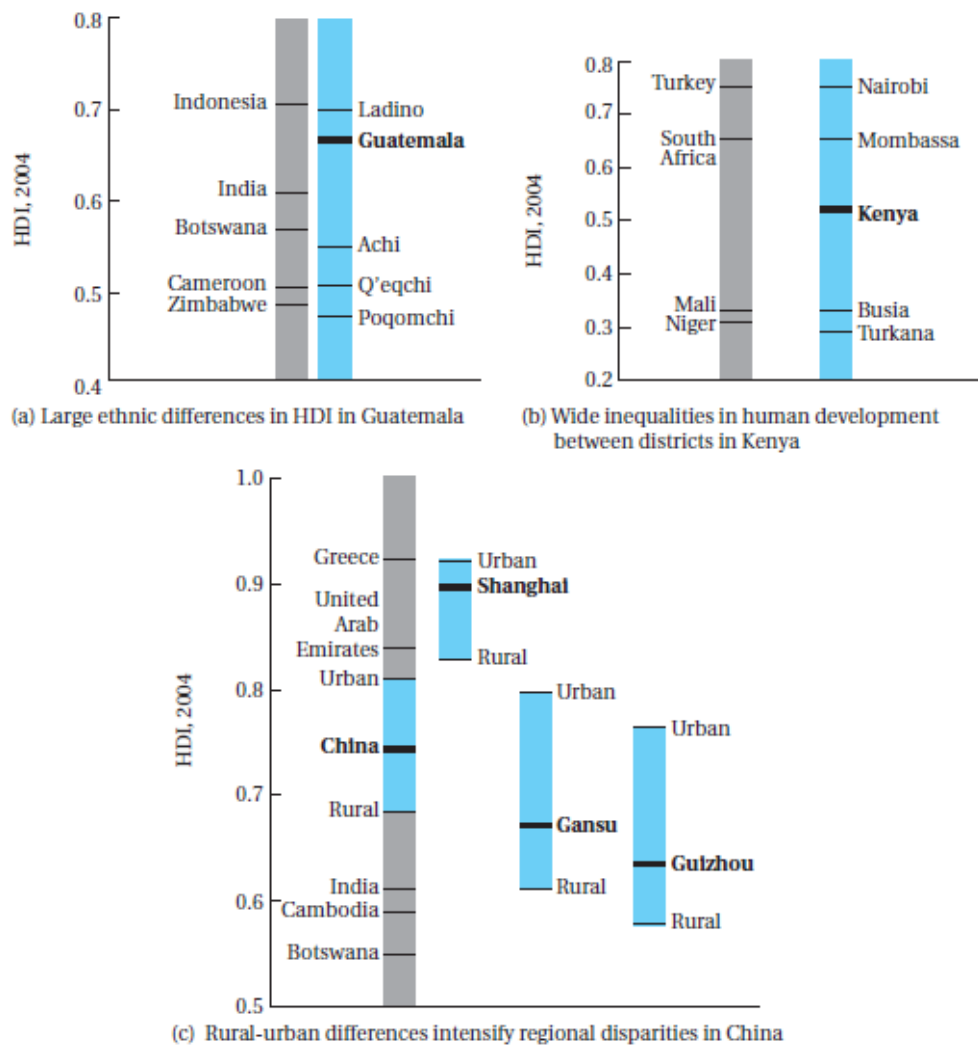 0.8
0.7
0.6
0.5
0.4
HDI, 2004
Indonesia
India
Botswana
Cameroon
Zimbabwe
Ladino
Guatemala
Achi
Q'eqchi
Poqomchi
(a) Large ethnic differences in HDI in Guatemala
0.8
0.7
0.6
0.5
0.4
0.3
0.2
HDI, 2004
Turkey
South
Africa
Mali
Niger
Nairobi
Mombassa
Kenya
Busia
Turkana
(b) Wide inequalities in human development
between districts in Kenya
1.0
0.9
0.8
0.7
0.6
0.5
HDI, 2004
Greece
United
Arab
Emirates
Urban
China
Rural
India
Cambodia
Botswana
Urban
Shanghai
Rural
Urban
Gansu
Rural
Urban
Guizhou
Rural
(c) Rural-urban differences intensify regional disparities in China